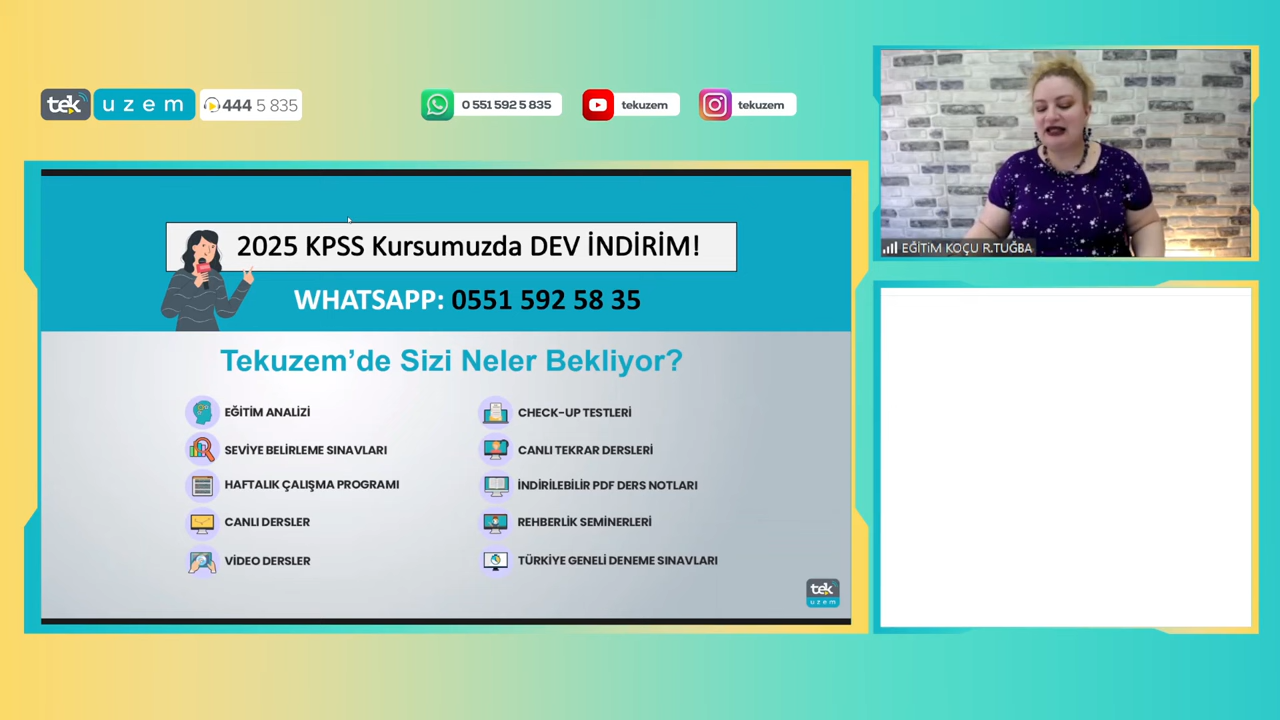 tek uzem 444 5 835
0 551 592 5 835
tekuzem
tekuzem
2025 KPSS Kursumuzda DEV İNDİRİM!
WHATSAPP: 0551 592 58 35
Tekuzem’de Sizi Neler Bekliyor?
EĞİTİM ANALİZİ
SEVİYE BELİRLEME SINAVLARI
HAFTALIK ÇALIŞMA PROGRAMI
CANLI DERSLER
VİDEO DERSLER
CHECK-UP TESTLERİ
CANLI TEKRAR DERSLERİ
İNDİRİLEBİLİR PDF DERS NOTLARI
REHBERLİK SEMİNERLERİ
TÜRKİYE GENELİ DENEME SINAVLARI
tek
uzem
EĞİTİM KOÇU R.TUĞBA